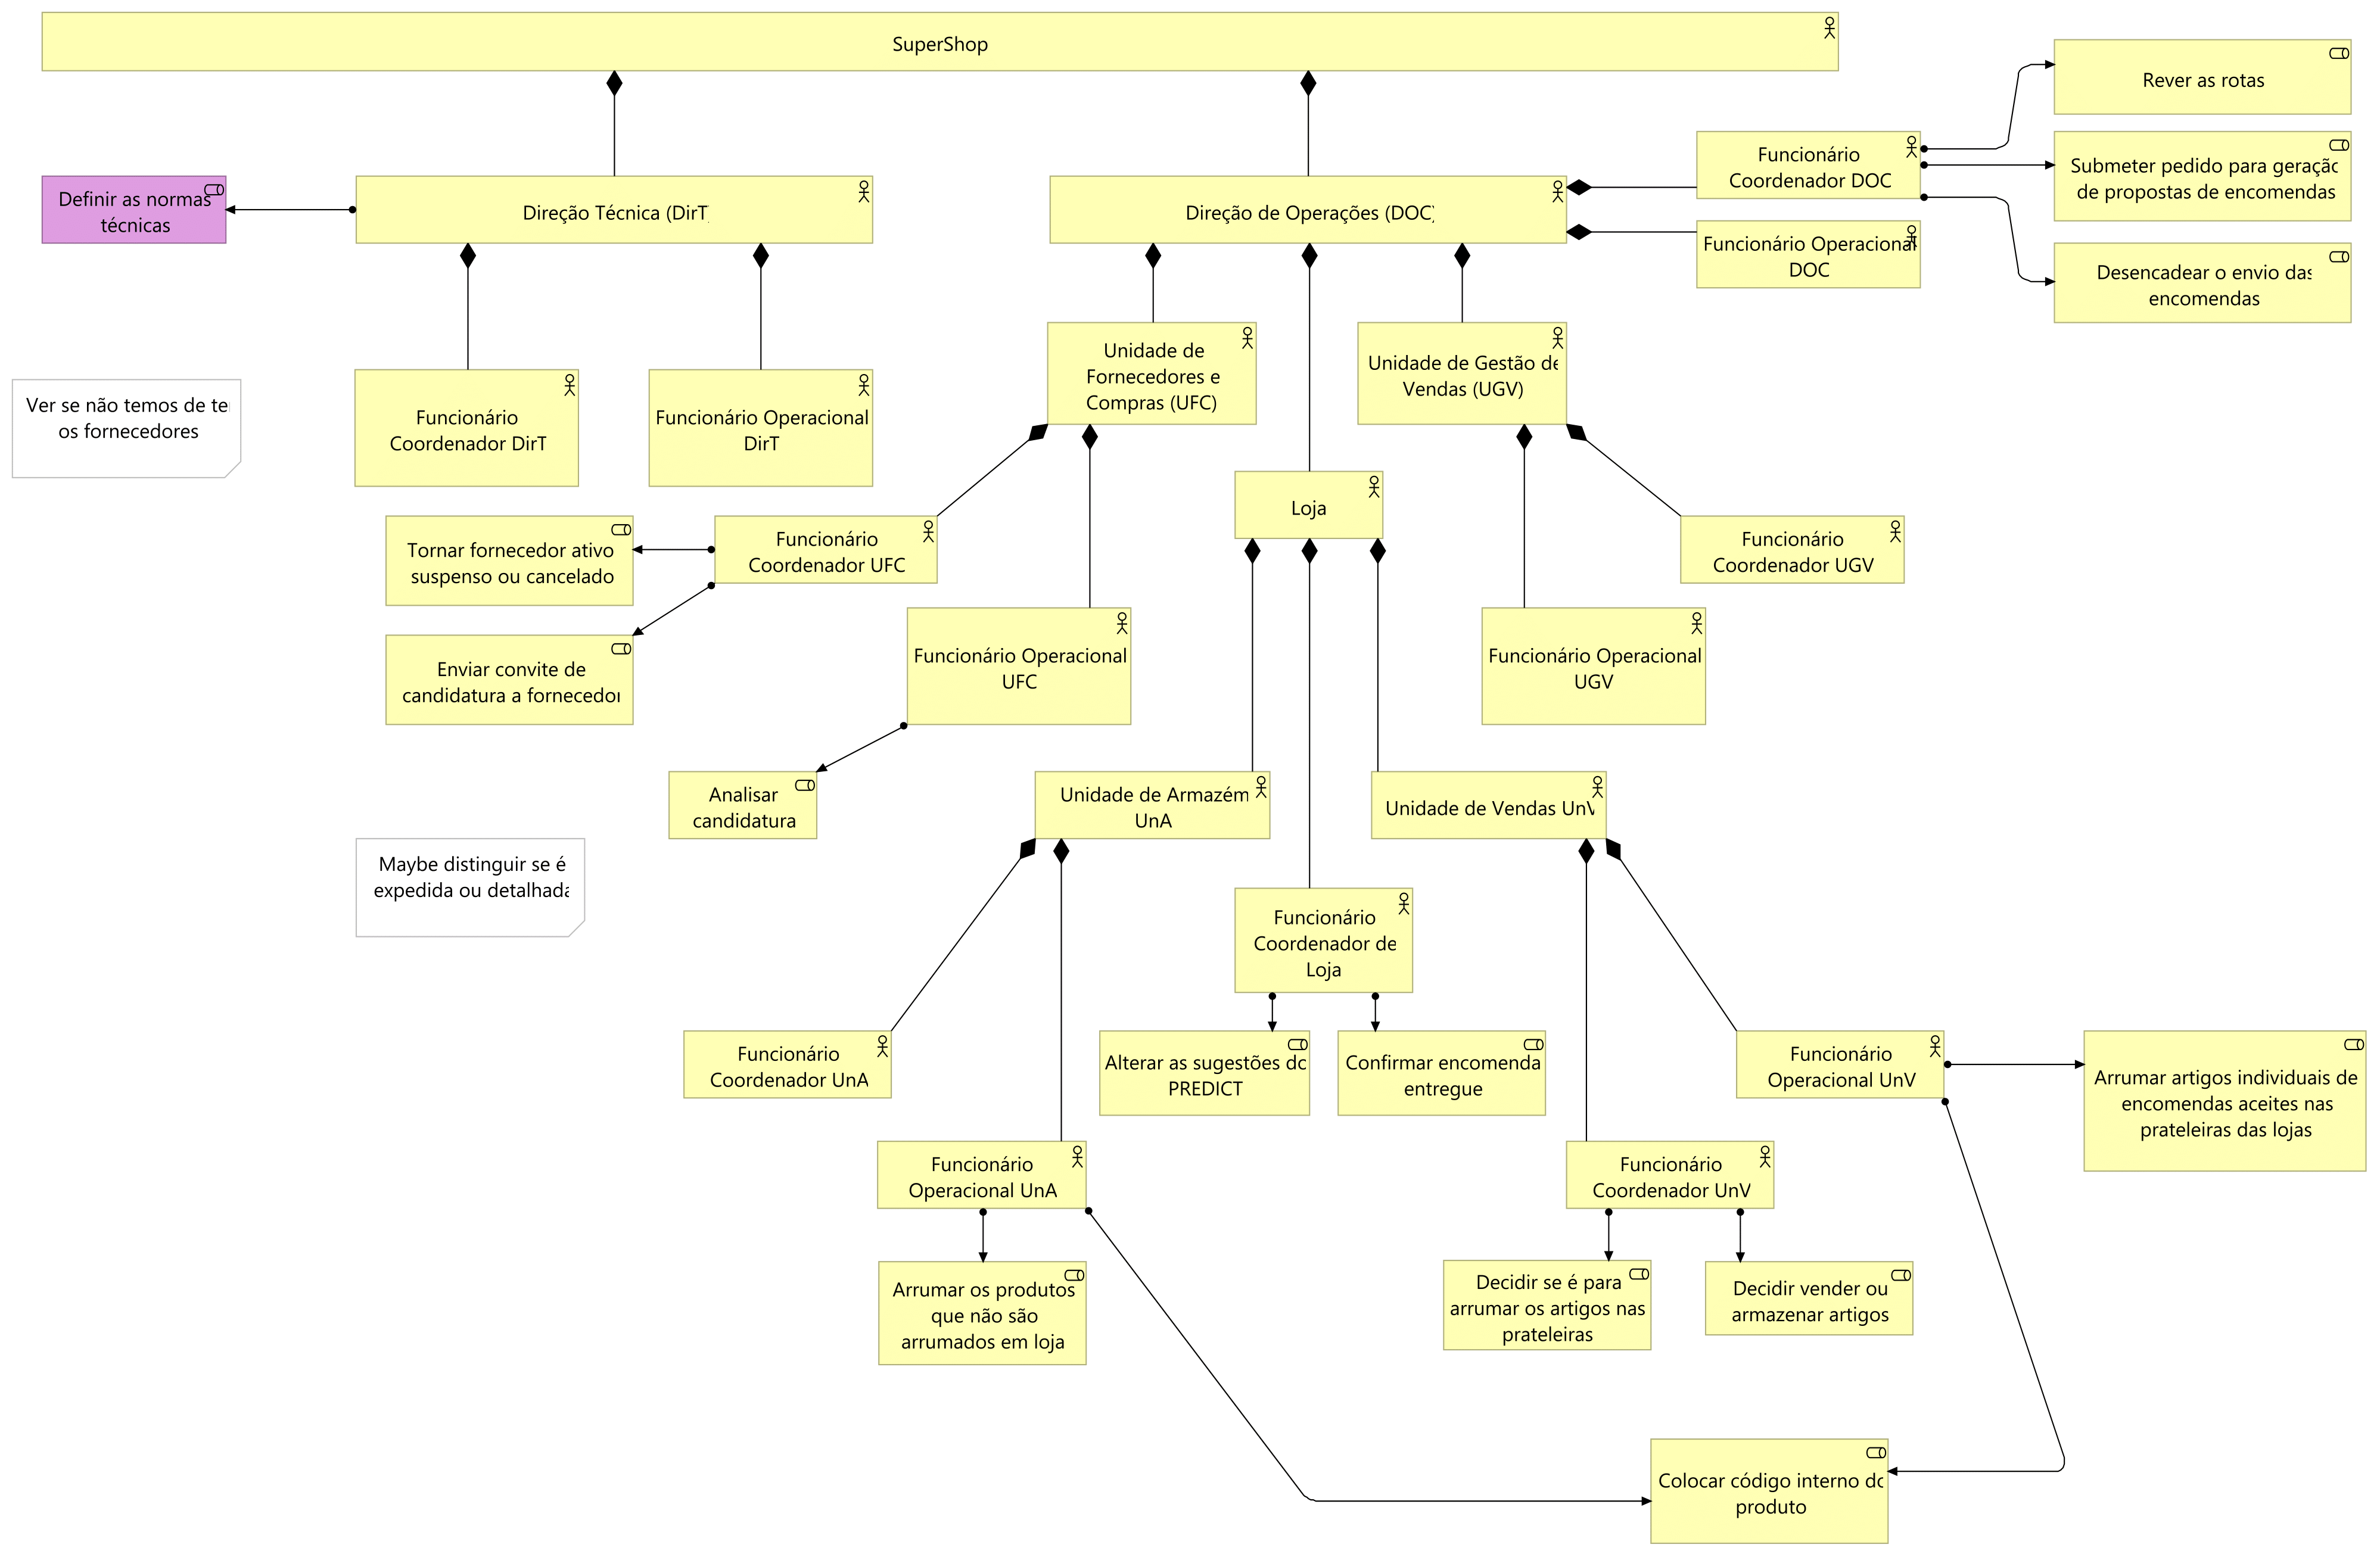 SuperShop
Rever as rotas
Funcionário
Coordenador DOC
Submeter pedido para geração
de propostas de encomendas
Definir as normas
técnicas
Direção Técnica (DirT)
Direção de Operações (DOC)
Funcionário Operacional
DOC
Desencadear o envio das
encomendas
Unidade de
Fornecedores e
Compras (UFC)
Unidade de Gestão de
Vendas (UGV)
Ver se não temos de te
os fornecedores
Funcionário
Coordenador DirT
Funcionário Operacional
DirT
Loja
Tornar fornecedor ativo
suspenso ou cancelado
Funcionário
Coordenador UFC
Funcionário
Coordenador UGV
Enviar convite de
candidatura a fornecedor
Funcionário Operacional
UFC
Funcionário Operacional
UGV
Analisar
candidatura
Unidade de Armazém
UnA
Unidade de Vendas UnV
Maybe distinguir se é
expedida ou detalhada
Funcionário
Coordenador de
Loja
Funcionário
Coordenador UnA
Alterar as sugestões do
PREDICT
Confirmar encomenda
entregue
Funcionário
Operacional UnV
Arrumar artigos individuais de
encomendas aceites nas
prateleiras das lojas
Funcionário
Operacional UnA
Funcionário
Coordenador UnV
Arrumar os produtos
que não são
arrumados em loja
Decidir se é para
arrumar os artigos nas
prateleiras
Decidir vender ou
armazenar artigos
Colocar código interno do
produto